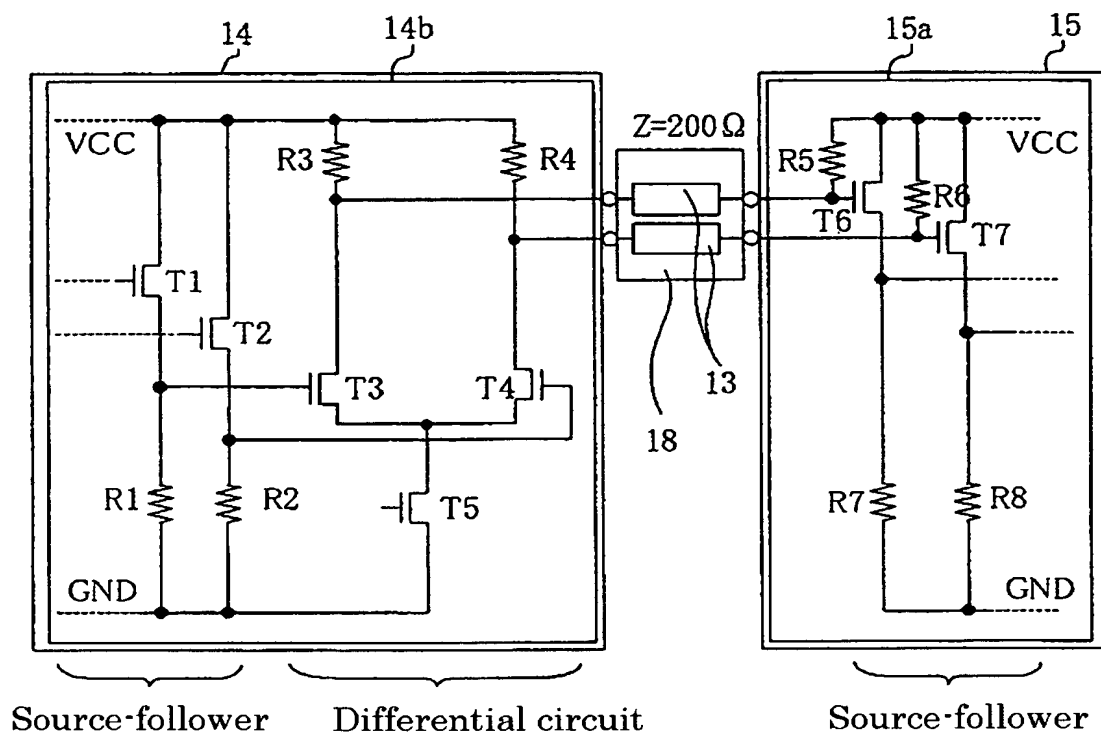 14
14b
15a
15
VCC
R3
R4
Z=200Ω
R5
VCC
T6
R6
T7
T1
T2
T3
T4
13
18
R1
R2
T5
R7
R8
GND
GND
Source-follower
Differential circuit
Source-follower